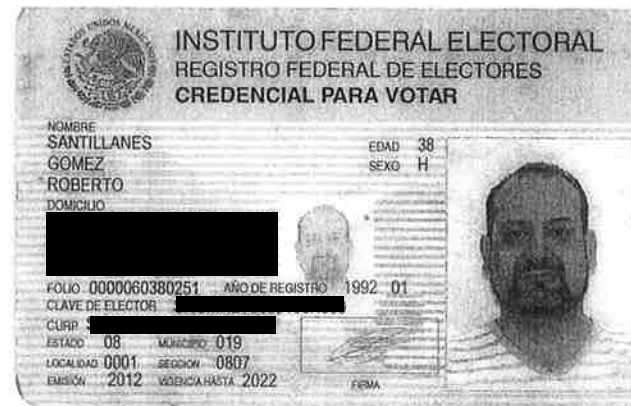 INSTITUTO FEDERAL ELECTORAL
REGISTRO FEDERAL DE ELECTORES
CREDENCIAL PARA VOTAR
NOMBRE
SANTILLANES
GOMEZ
ROBERTO
EDAD 38
SEXO H
DOMICILIO
FOLIO 0000060380251 AÑO DE REGISTRO 1992 01
CLAVE DE ELECTOR
CURP S
ESTADO 08 MUNICIPIO 019
LOCALIDAD 0001 SECCION 0807
EMISIÓN 2012 VIGENCIA HASTA 2022
FIRMA